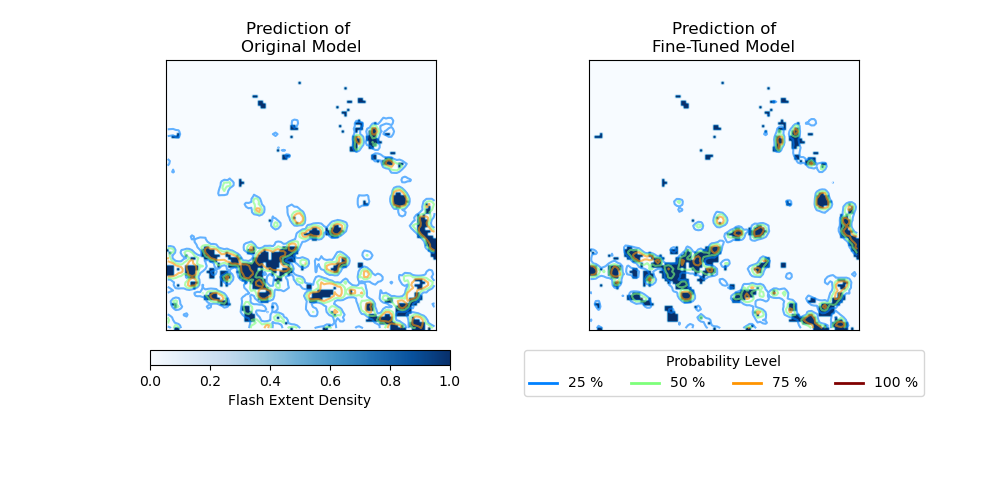 Prediction of
Original Model
Prediction of
Fine-Tuned Model
0.0 0.2 0.4 0.6 0.8 1.0
Flash Extent Density
Probability Level
25 % 50 % 75 % 100 %